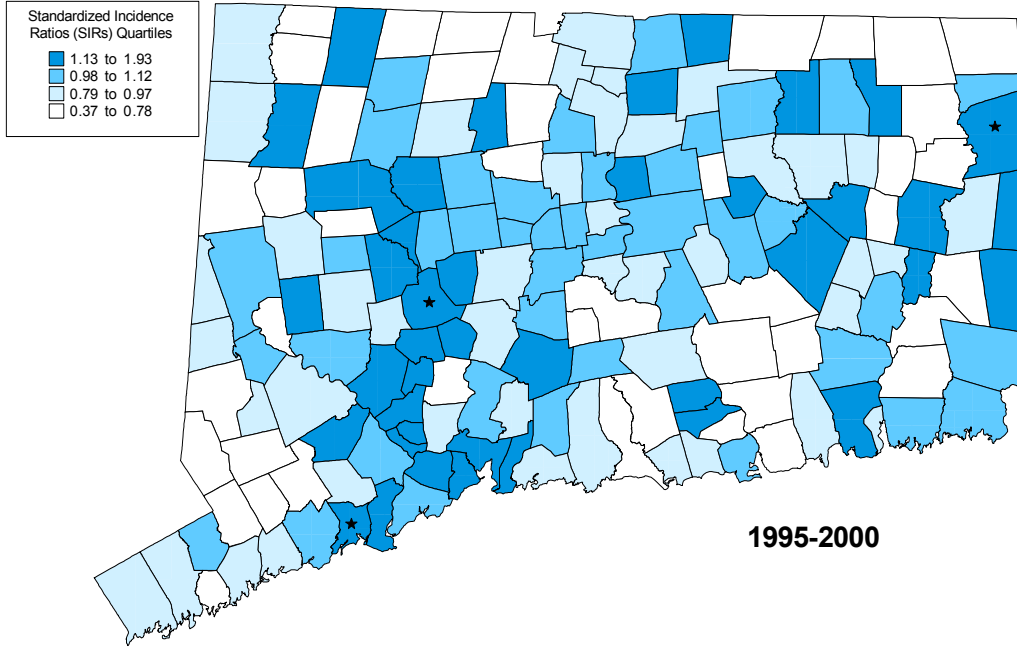 Standardized Incidence
Ratios (SIRs) Quartiles
1.13 to 1.93
0.98 to 1.12
0.79 to 0.97
0.37 to 0.78
1995-2000